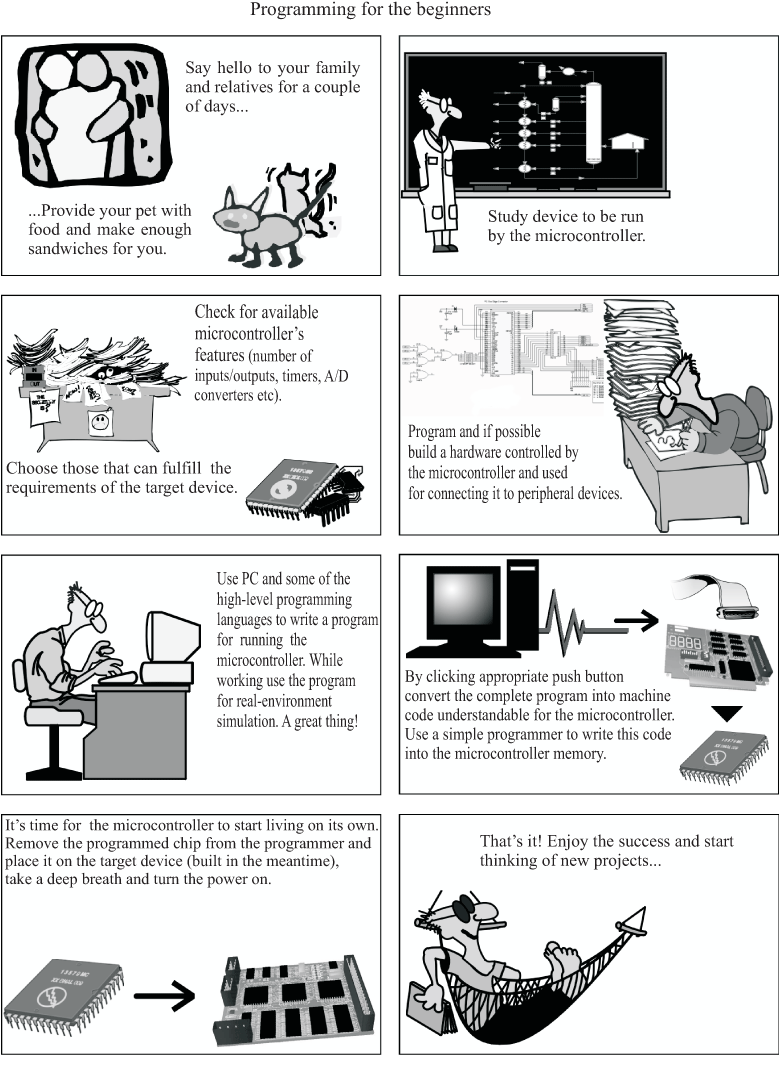 Programming for the beginners
Say hello to your family
and relatives for a couple
of days...
...Provide your pet with
food and make enough
sandwiches for you.
Study device to be run
by the microcontroller.
Check for available
microcontroller's
features (number of
inputs/outputs, timers, A/D
converters etc).
IN
Choose those that can fulfill the
requirements of the target device.
Program and if possible
build a hardware controlled by
the microcontroller and used
for connecting it to peripheral devices.
Use PC and some of the
high-level programming
languages to write a program
for running the
microcontroller. While
working use the program
for real-environment
simulation. A great thing!
By clicking appropriate push button
convert the complete program into machine
code understandable for the microcontroller.
Use a simple programmer to write this code
into the microcontroller memory.
It's time for the microcontroller to start living on its own.
Remove the programmed chip from the programmer and
place it on the target device (built in the meantime),
take a deep breath and turn the power on.
That's it! Enjoy the success and start
thinking of new projects...